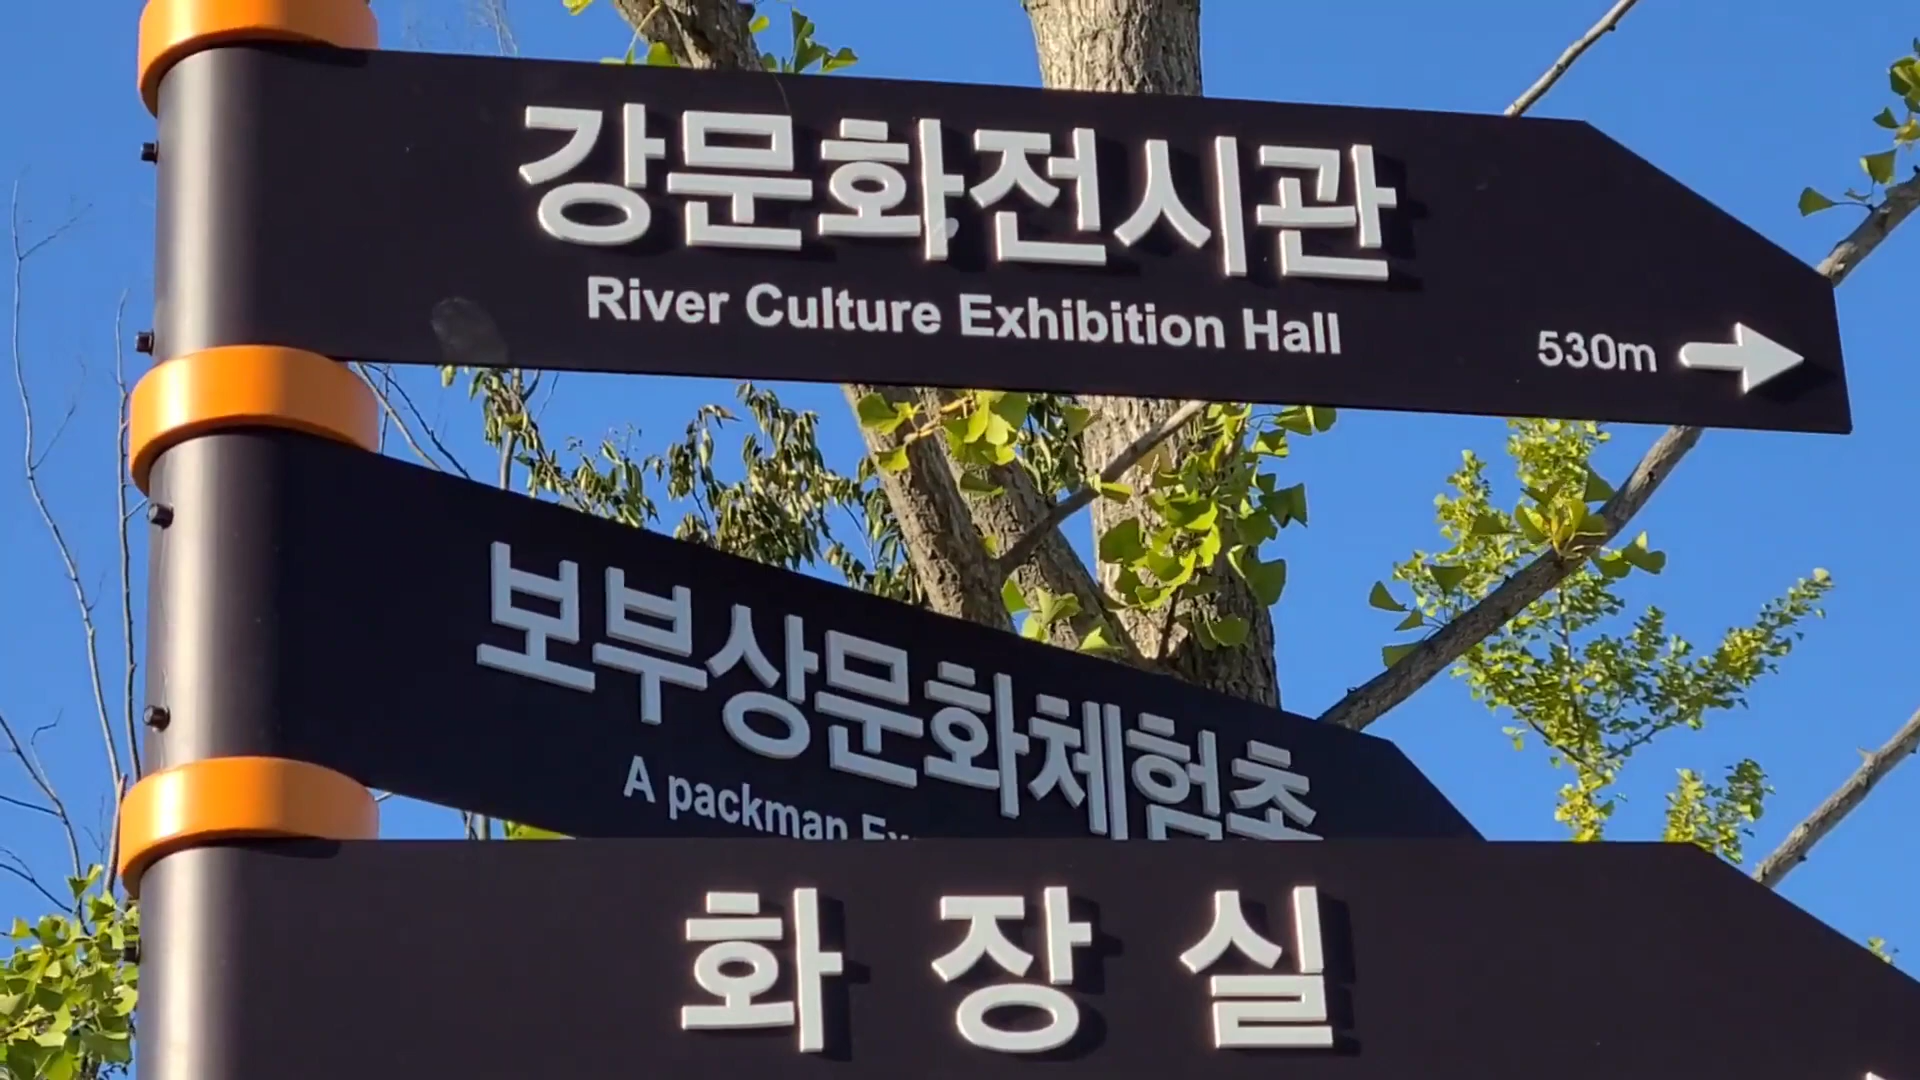 강문화전시관
River Culture Exhibition Hall
530m
보부상문화체험촌
A packman
화장실